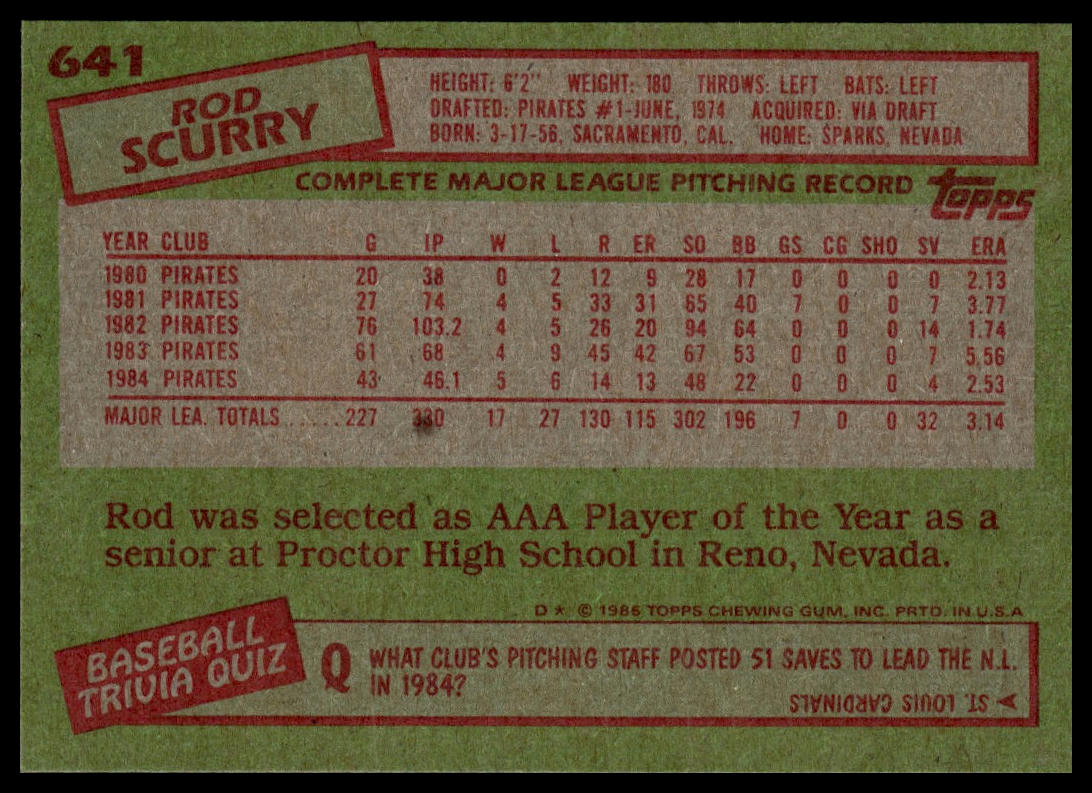 641
ROD
SCURRY
HEIGHT: 6'2" WEIGHT: 180 THROWS: LEFT BATS: LEFT
DRAFTED: PIRATES #1-JUNE, 1974 ACQUIRED: VIA DRAFT
BORN: 3-17-56, SACRAMENTO, CAL. HOME: SPARKS, NEVADA
COMPLETE MAJOR LEAGUE PITCHING RECORD topps
YEAR CLUB G IP W L R ER SO BB GS CG SHO SV ERA
1980 PIRATES 20 38 0 2 12 9 28 17 0 0 0 0 2.13
1981 PIRATES 27 74 4 5 33 31 65 40 7 0 0 7 3.77
1982 PIRATES 76 103.2 4 5 26 20 94 64 0 0 0 14 1.74
1983 PIRATES 61 68 4 9 45 42 67 53 0 0 0 7 5.56
1984 PIRATES 43 46.1 5 6 14 13 48 22 0 0 0 4 2.53
MAJOR LEA. TOTALS .....227 330 17 27 130 115 302 196 7 0 0 32 3.14
Rod was selected as AAA Player of the Year as a
senior at Proctor High School in Reno, Nevada.
D * © 1985 TOPPS CHEWING GUM, INC. PRTD. IN U.S.A
BASEBALL
TRIVIA QUIZ
Q WHAT CLUB'S PITCHING STAFF POSTED 51 SAVES TO LEAD THE N.L.
IN 1984?
ST. LOUIS CARDINALS